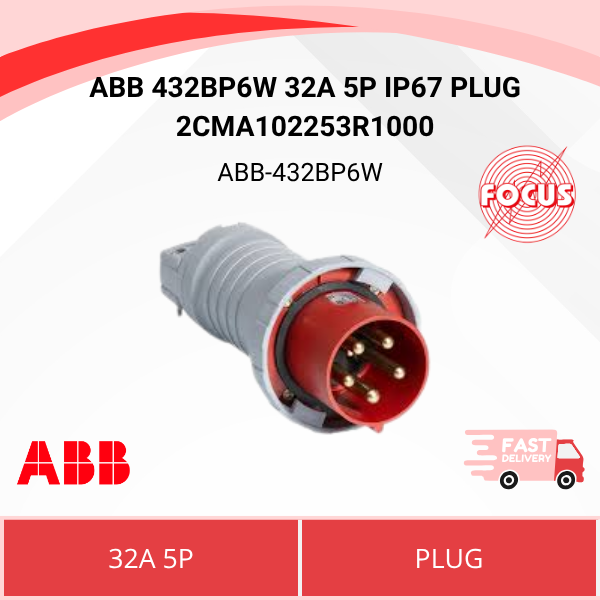 ABB 432BP6W 32A 5P IP67 PLUG
2CMA102253R1000
ABB-432BP6W
FOCUS
ABB
FAST
DELIVERY
32A 5P
PLUG